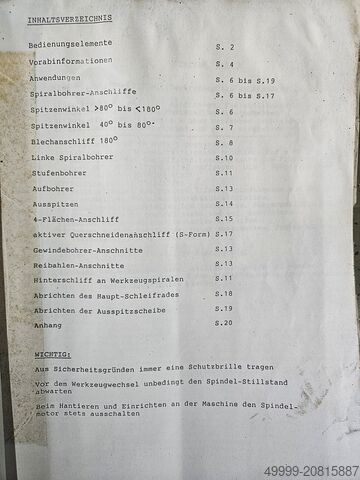 INHALTSVERZEICHNIS
Bedienungselemente S. 2
Vorabinformationen S. 4
Anwendungen S. 6 bis S.19
Spiralbohrer-Anschliffe S. 6 bis S.17
Spitzenwinkel >80° bis <180° S. 6
Spitzenwinkel 40° bis 80° S. 7
Blechanschliff 180° S. 8
Linke Spiralbohrer S.10
Stufenbohrer S.11
Aufbohrer S.13
Ausspitzen S.14
4-Flächen-Anschliff S.15
aktiver Querschneidenanschliff (S-Form) S.17
Gewindebohrer-Anschnitte S.13
Reibahlen-Anschnitte S.13
Hinterschliff an Werkzeugspiralen S.11
Abrichten des Haupt-Schleifrades S.18
Abrichten der Ausspitzscheibe S.19
Anhang S.20
WICHTIG:
Aus Sicherheitsgründen immer eine Schutzbrille tragen
Vor dem Werkzeugwechsel unbedingt den Spindel-Stillstand
abwarten
Beim Hantieren und Einrichten an der Maschine den Spindel-
motor stets ausschalten
49999-20815887